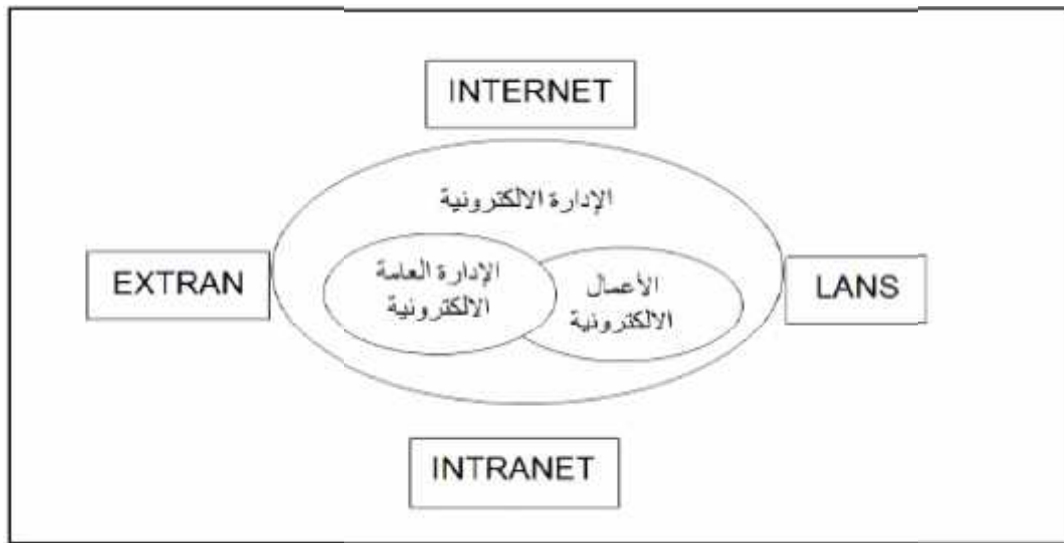 INTERNET
الإدارة الالكترونية
EXTRAN
الإدارة العامة
الالكترونية
الأعمال
الالكترونية
LANS
INTRANET